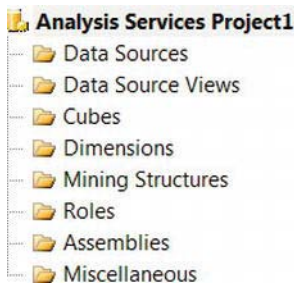 Analysis Services Project1
Data Sources
Data Source Views
Cubes
Dimensions
Mining Structures
Roles
Assemblies
Miscellaneous